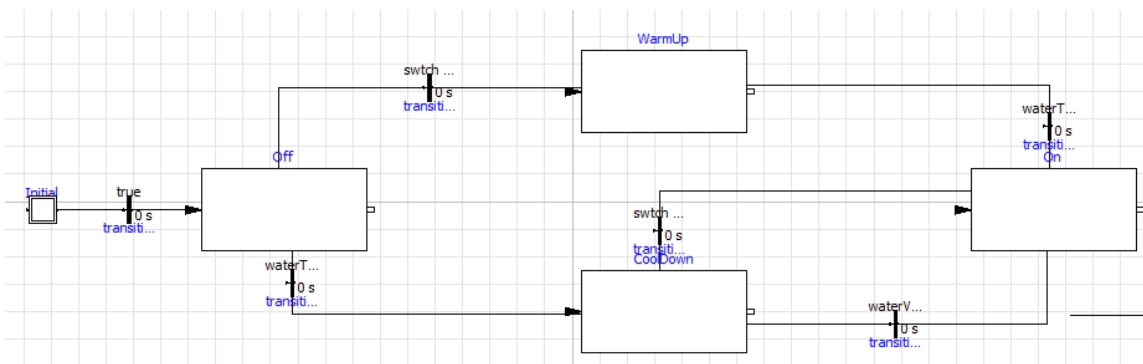 WarmUp
swtch ...
0 s
transiti...
waterT...
0 s
transiti...
On
Off
Initial
true
0 s
transiti...
swtch ...
0 s
transiti...
CoolDown
waterT...
0 s
transiti...
waterV...
0 s
transiti...